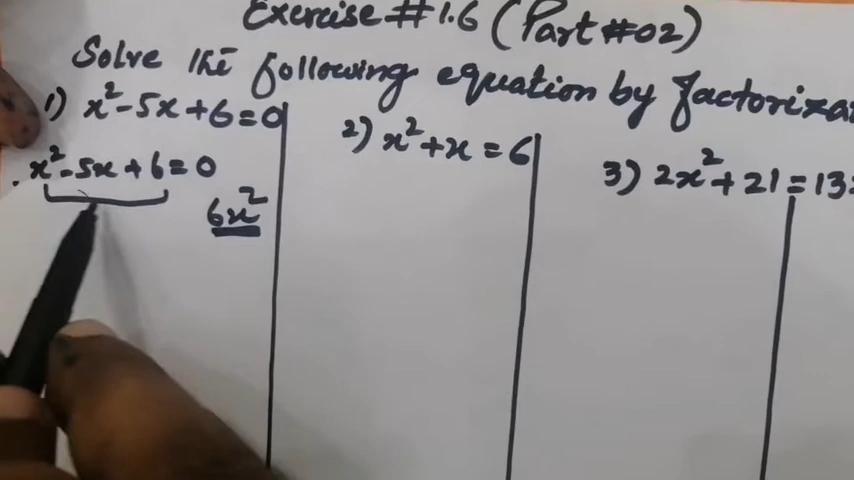 Exercise #1.6 (Part #02)
Solve the following equation by factoriza
1) x²-5x+6=0
x²-5x+6=0
6x²
2) x²+x=6
3) 2x²+21=13